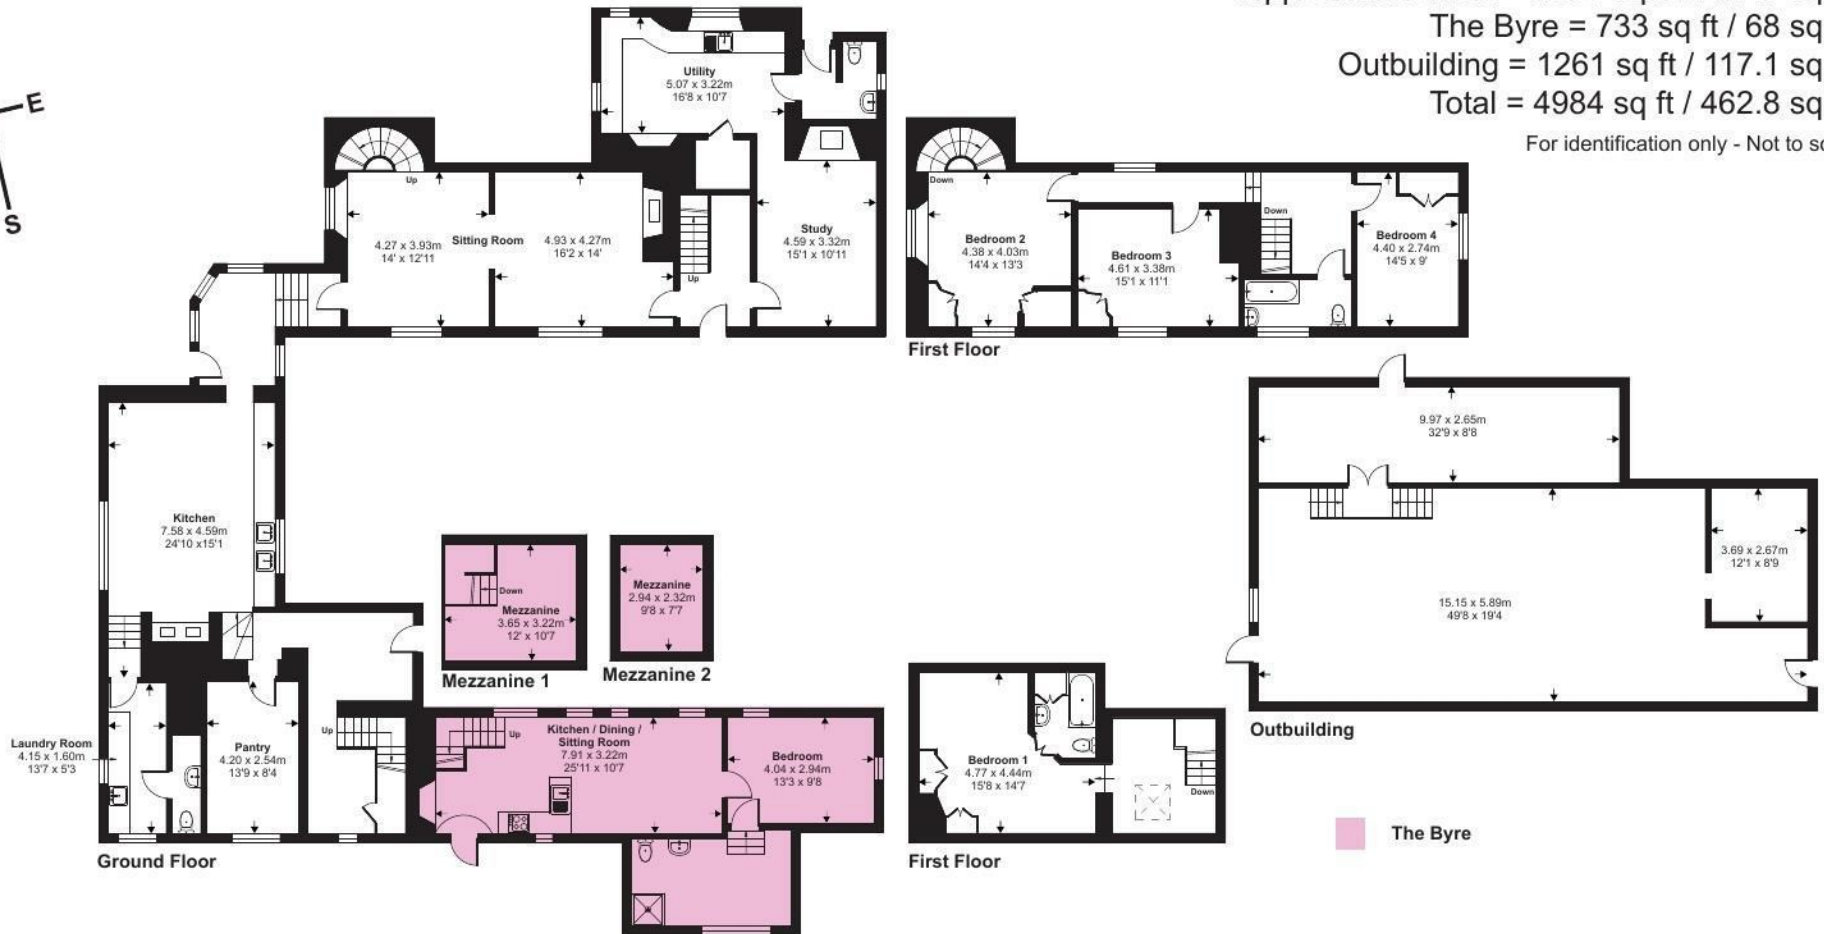 The Byre = 733 sq ft / 68 sq
Outbuilding = 1261 sq ft / 117.1 sq
Total = 4984 sq ft / 462.8 sq
For identification only - Not to sc
E
S
Utility
5.07 x 3.22m
16'8 x 10'7
Up
4.27 x 3.93m
14' x 12'11
Sitting Room
4.93 x 4.27m
16'2 x 14'
Up
Study
4.59 x 3.32m
15'1 x 10'11
Down
Bedroom 2
4.38 x 4.03m
14'4 x 13'3
Bedroom 3
4.61 x 3.38m
15'1 x 11'1
Down
Bedroom 4
4.40 x 2.74m
14'5 x 9'
First Floor
Kitchen
7.58 x 4.59m
24'10 x15'1
9.97 x 2.65m
32'9 x 8'8
3.69 x 2.67m
12'1 x 8'9
15.15 x 5.89m
49'8 x 19'4
Outbuilding
Down
Mezzanine
3.65 x 3.22m
12' x 10'7
Mezzanine 1
Mezzanine
2.94 x 2.32m
9'8 x 7'7
Mezzanine 2
Laundry Room
4.15 x 1.60m
13'7 x 5'3
Pantry
4.20 x 2.54m
13'9 x 8'4
Up
Up
Kitchen / Dining /
Sitting Room
7.91 x 3.22m
25'11 x 10'7
Bedroom
4.04 x 2.94m
13'3 x 9'8
Ground Floor
Bedroom 1
4.77 x 4.44m
15'8 x 14'7
Down
First Floor
The Byre